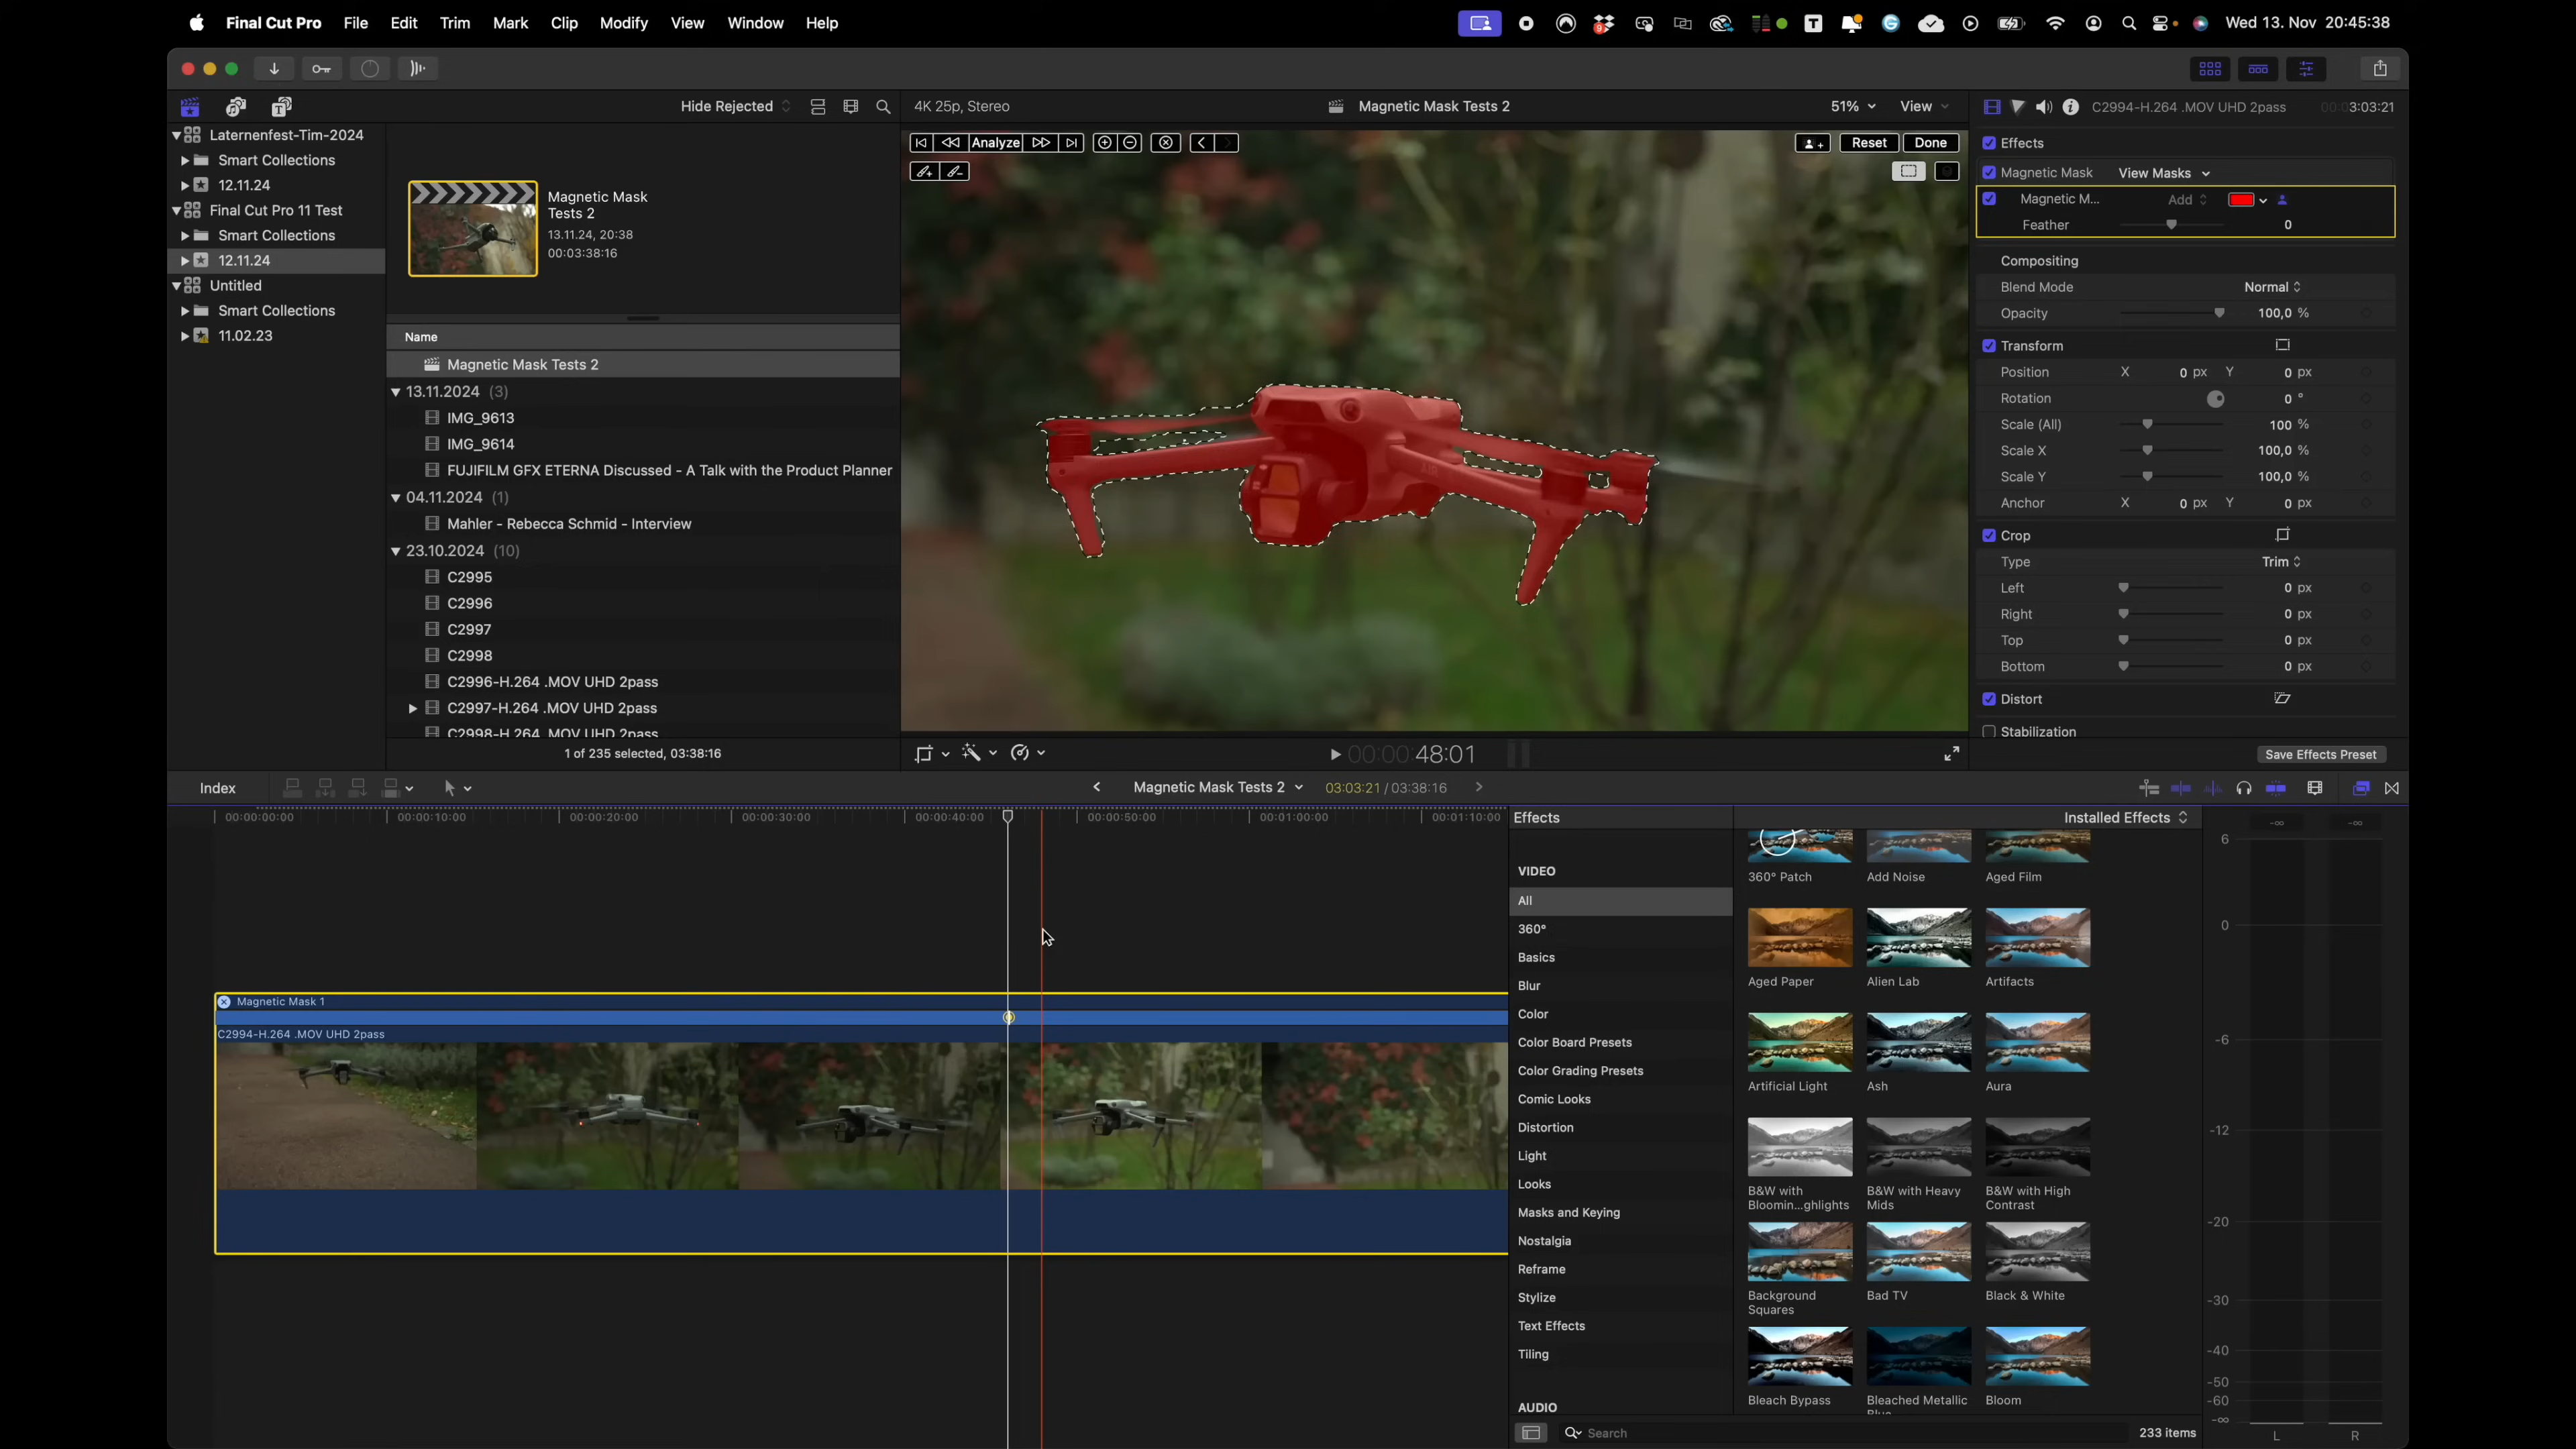 Final Cut Pro File Edit Trim Mark Clip Modify View Window Help
9 T G Wed 13. Nov 20:45:38
Hide Rejected
4K 25p, Stereo Magnetic Mask Tests 2 51% View
C2994-H.264 .MOV UHD 2pass 00:03:03:21
Laternenfest-Tim-2024
Smart Collections
12.11.24
Final Cut Pro 11 Test
Smart Collections
12.11.24
Untitled
Smart Collections
11.02.23
Magnetic Mask
Tests 2
13.11.24, 20:38
00:03:38:16
Name
Magnetic Mask Tests 2
13.11.2024 (3)
IMG_9613
IMG_9614
FUJIFILM GFX ETERNA Discussed - A Talk with the Product Planner
04.11.2024 (1)
Mahler - Rebecca Schmid - Interview
23.10.2024 (10)
C2995
C2996
C2997
C2998
C2996-H.264 .MOV UHD 2pass
C2997-H.264 .MOV UHD 2pass
C2998-H.264 .MOV UHD 2pass
1 of 235 selected, 03:38:16
Analyze
Reset Done
AIR
00:00:48:01
Effects
Magnetic Mask View Masks
Magnetic M... Add
Feather 0
Compositing
Blend Mode Normal
Opacity 100,0 %
Transform
Position X 0 px Y 0 px
Rotation 0 °
Scale (All) 100 %
Scale X 100,0 %
Scale Y 100,0 %
Anchor X 0 px Y 0 px
Crop
Type Trim
Left 0 px
Right 0 px
Top 0 px
Bottom 0 px
Distort
Stabilization
Save Effects Preset
Index
Magnetic Mask Tests 2 03:03:21 / 03:38:16
00:00:00:00 00:00:10:00 00:00:20:00 00:00:30:00 00:00:40:00 00:00:50:00 00:01:00:00 00:01:10:00
Magnetic Mask 1
C2994-H.264 .MOV UHD 2pass
Effects
Installed Effects
VIDEO
All
360°
Basics
Blur
Color
Color Board Presets
Color Grading Presets
Comic Looks
Distortion
Light
Looks
Masks and Keying
Nostalgia
Reframe
Stylize
Text Effects
Tiling
AUDIO
360° Patch Add Noise Aged Film
Aged Paper Alien Lab Artifacts
Artificial Light Ash Aura
B&W with
Bloomin...ghlights
B&W with Heavy
Mids
B&W with High
Contrast
Background
Squares
Bad TV
Black & White
Bleach Bypass
Bleached Metallic
Blue
Bloom
Search
233 items
-∞ -∞
6
0
-6
-12
-20
-30
-40
-50
-60
-∞
L R